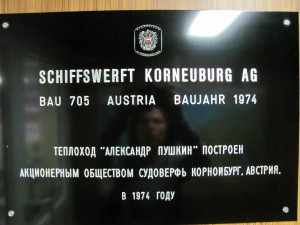 SCHIFFSWERFT KORNEUBURG AG
BAU 705 AUSTRIA BAUJAHR 1974
ТЕПЛОХОД "АЛЕКСАНДР ПУШКИН" ПОСТРОЕН
АКЦИОНЕРНЫМ ОБЩЕСТВОМ СУДОВЕРФЬ КОРНОЙБУРГ, АВСТРИЯ,
В 1974 ГОДУ